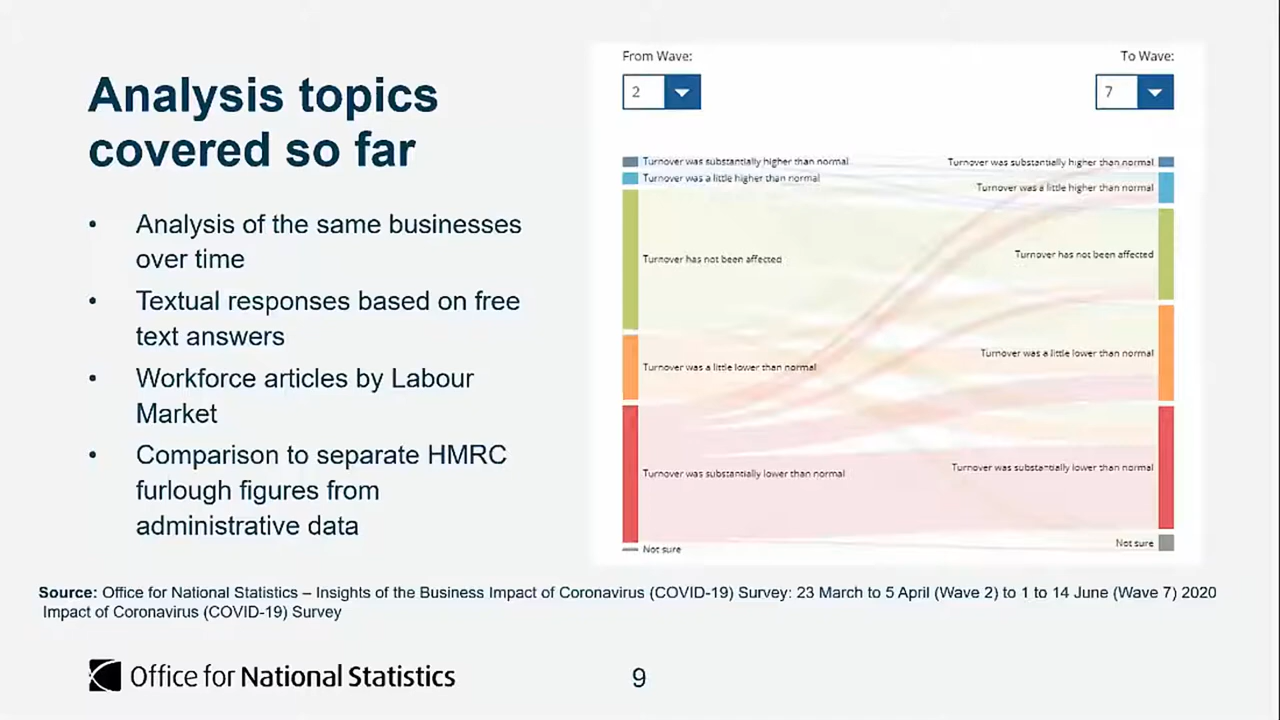 Analysis topics
covered so far
• Analysis of the same businesses
over time
• Textual responses based on free
text answers
• Workforce articles by Labour
Market
• Comparison to separate HMRC
furlough figures from
administrative data
From Wave:
2
To Wave:
7
Turnover was substantially higher than normal
Turnover was a little higher than normal
Turnover has not been affected
Turnover was a little lower than normal
Turnover was substantially lower than normal
Not sure
Turnover was substantially higher than normal
Turnover was a little higher than normal
Turnover has not been affected
Turnover was a little lower than normal
Turnover was substantially lower than normal
Not sure
Source: Office for National Statistics – Insights of the Business Impact of Coronavirus (COVID-19) Survey: 23 March to 5 April (Wave 2) to 1 to 14 June (Wave 7) 2020
Impact of Coronavirus (COVID-19) Survey
Office for National Statistics
9